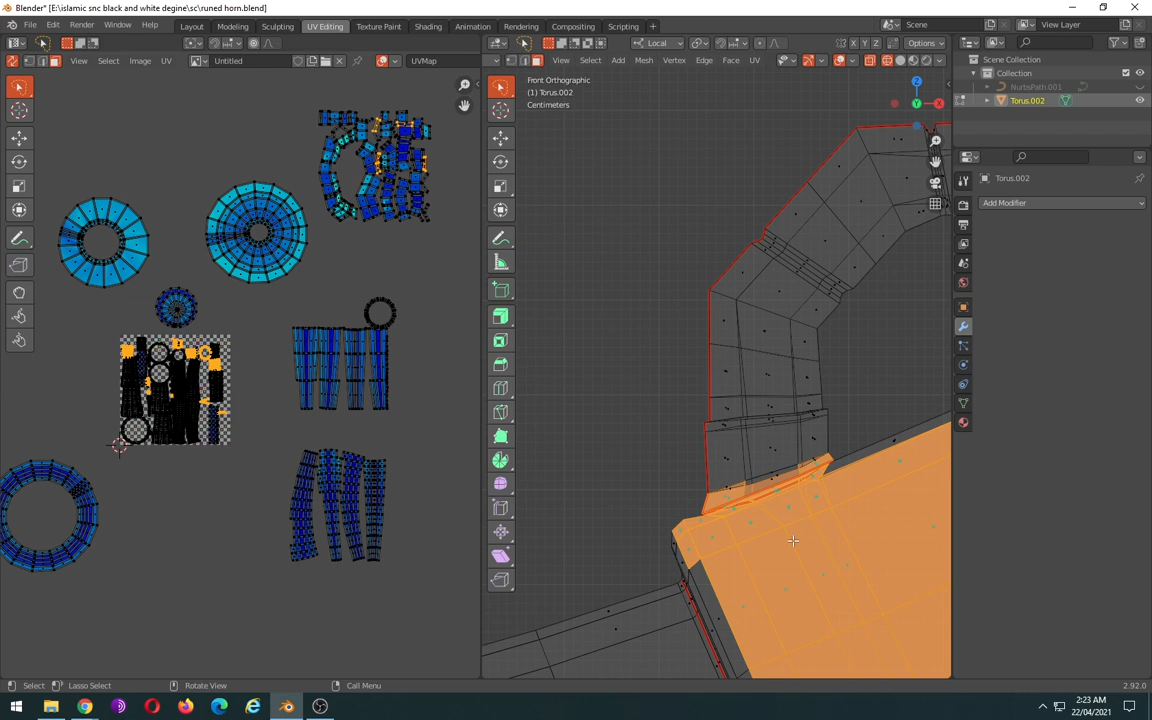 Blender* [E:\islamic snc black and white degine\sc\runed horn.blend]
File Edit Render Window Help
Layout Modeling Sculpting UV Editing Texture Paint Shading Animation Rendering Compositing Scripting +
Scene
View Layer
Local
X Y Z
Options
View Select Image UV
Untitled
UVMap
View Select Add Mesh Vertex Edge Face UV
Front Orthographic
(1) Torus.002
Centimeters
Z
Y
X
Scene Collection
Collection
NurbsPath.001
Torus.002
Torus.002
Add Modifier
Select
Lasso Select
Rotate View
Call Menu
2.92.0
2:23 AM
22/04/2021